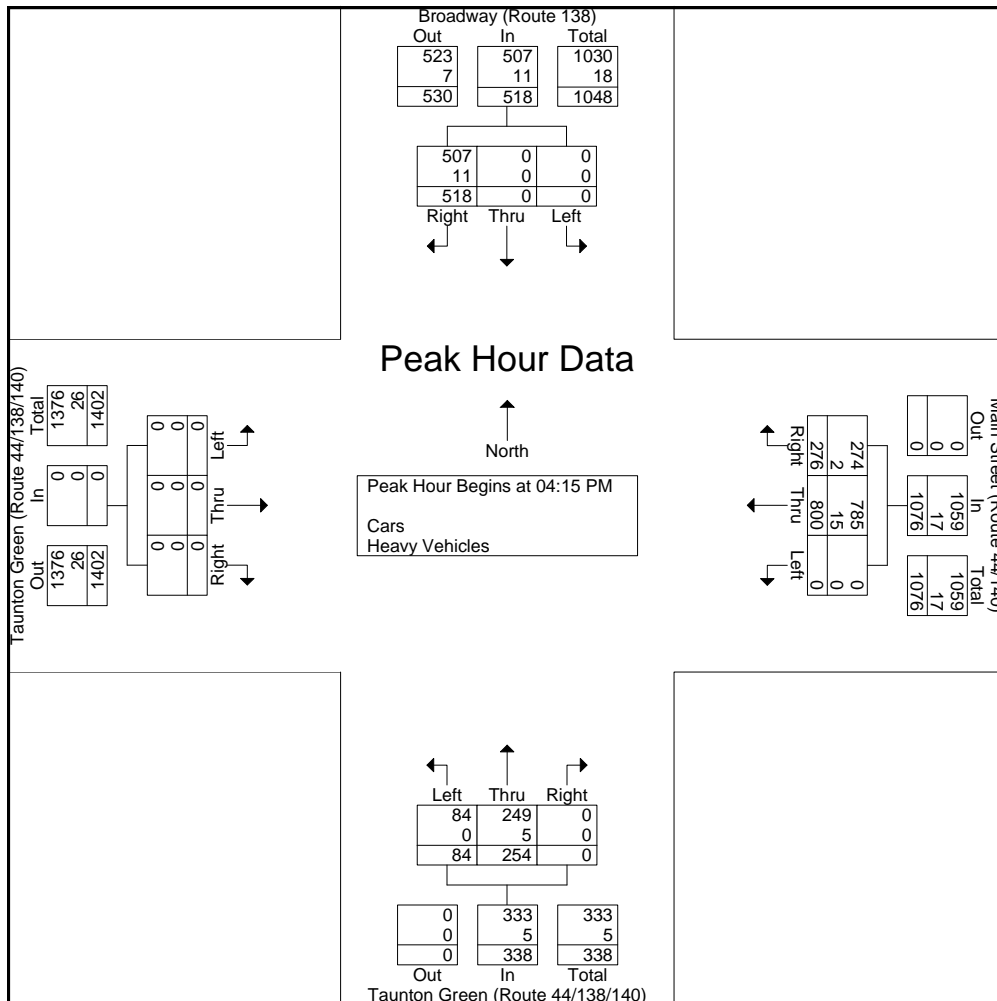 Broadway (Route 138)
Out In Total
523 507 1030
7 11 18
530 518 1048
507 0 0
11 0 0
518 0 0
Right Thru Left
Peak Hour Data
North
Peak Hour Begins at 04:15 PM
Cars
Heavy Vehicles
Taunton Green (Route 44/138/140)
Out In Total
1376 0 1376
26 0 26
1402 0 1402
Right Thru Left
0 0 0
0 0 0
0 0 0
Main Street (Route 44/140)
Out In Total
0 1059 1059
0 17 17
0 1076 1076
274 785 0
2 15 0
276 800 0
Right Thru Left
Left Thru Right
84 249 0
0 5 0
84 254 0
0 333 333
0 5 5
0 338 338
Out In Total
Taunton Green (Route 44/138/140)